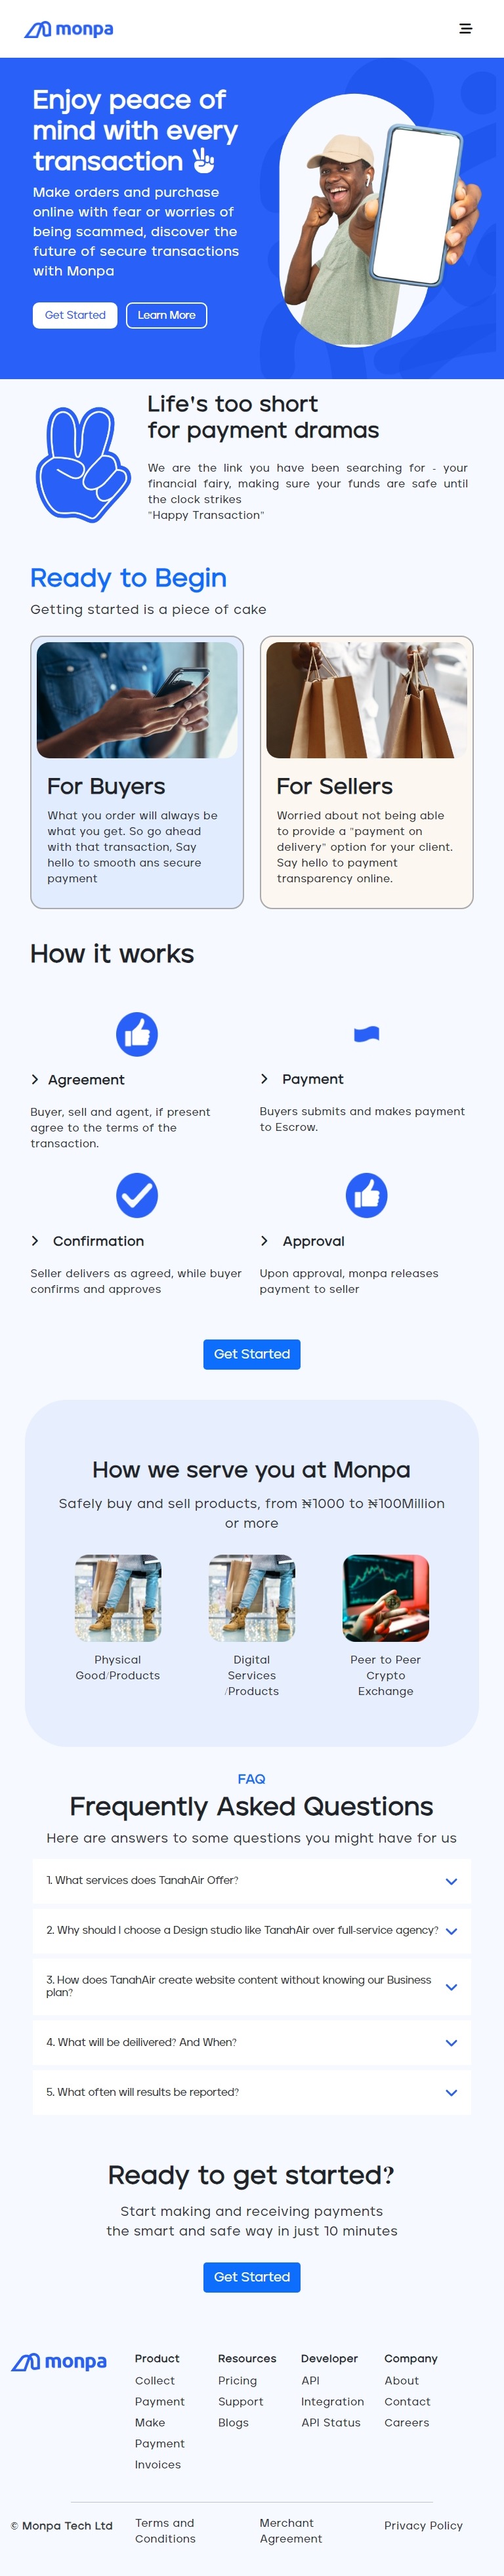 monpa
Enjoy peace of
mind with every
transaction
Make orders and purchase
online with fear or worries of
being scammed, discover the
future of secure transactions
with Monpa
Get Started
Learn More
Life's too short
for payment dramas
We are the link you have been searching for - your
financial fairy, making sure your funds are safe until
the clock strikes
"Happy Transaction"
Ready to Begin
Getting started is a piece of cake
For Buyers
What you order will always be
what you get. So go ahead
with that transaction, Say
hello to smooth ans secure
payment
For Sellers
Worried about not being able
to provide a "payment on
delivery" option for your client.
Say hello to payment
transparency online.
How it works
Agreement
Buyer, sell and agent, if present
agree to the terms of the
transaction.
Payment
Buyers submits and makes payment
to Escrow.
Confirmation
Seller delivers as agreed, while buyer
confirms and approves
Approval
Upon approval, monpa releases
payment to seller
Get Started
How we serve you at Monpa
Safely buy and sell products, from ₦1000 to ₦100Million
or more
Physical
Good/Products
Digital
Services
/Products
Peer to Peer
Crypto
Exchange
FAQ
Frequently Asked Questions
Here are answers to some questions you might have for us
1. What services does TanahAir Offer?
2. Why should I choose a Design studio like TanahAir over full-service agency?
3. How does TanahAir create website content without knowing our Business
plan?
4. What will be deilivered? And When?
5. What often will results be reported?
Ready to get started?
Start making and receiving payments
the smart and safe way in just 10 minutes
Get Started
monpa
Product
Collect
Payment
Make
Payment
Invoices
Resources
Pricing
Support
Blogs
Developer
API
Integration
API Status
Company
About
Contact
Careers
© Monpa Tech Ltd
Terms and
Conditions
Merchant
Agreement
Privacy Policy